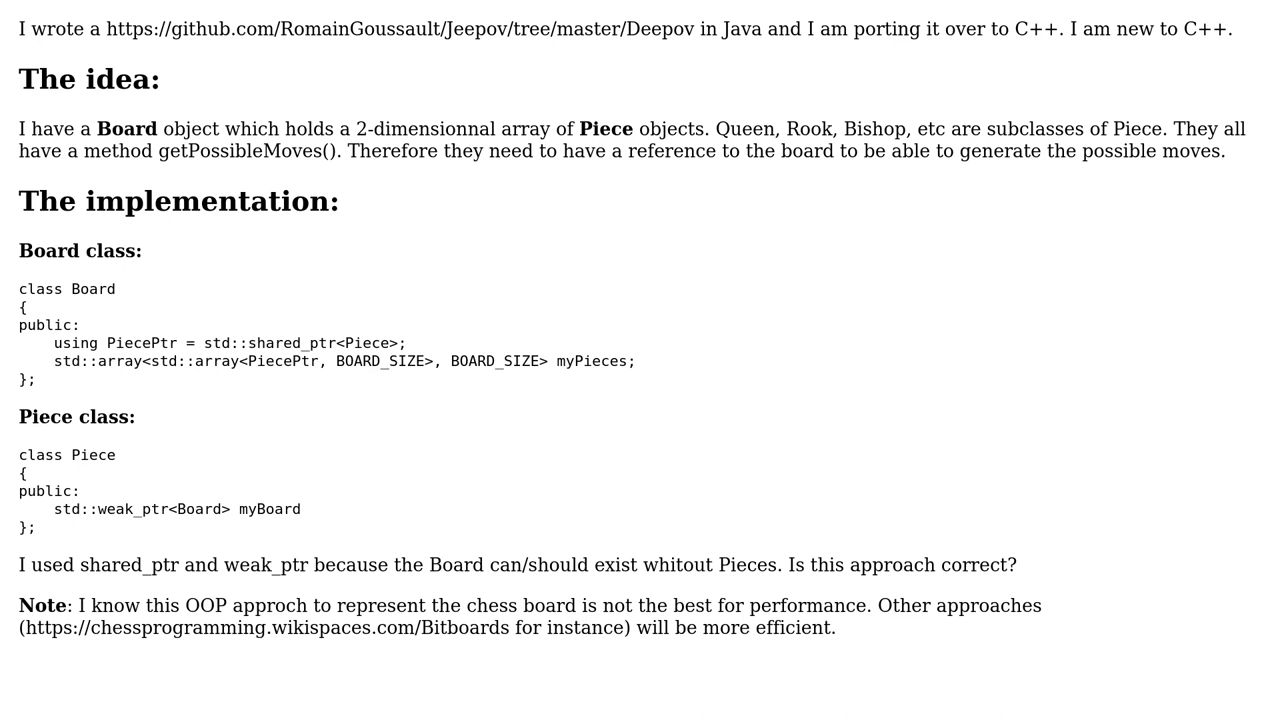 I wrote a https://github.com/RomainGoussault/Jeepov/tree/master/Deepov in Java and I am porting it over to C++. I am new to C++.
The idea:
I have a Board object which holds a 2-dimensionnal array of Piece objects. Queen, Rook, Bishop, etc are subclasses of Piece. They all
have a method getPossibleMoves(). Therefore they need to have a reference to the board to be able to generate the possible moves.
The implementation:
Board class:
class Board
{
public:
    using PiecePtr = std::shared_ptr<Piece>;
    std::array<std::array<PiecePtr, BOARD_SIZE>, BOARD_SIZE> myPieces;
};
Piece class:
class Piece
{
public:
    std::weak_ptr<Board> myBoard
};
I used shared_ptr and weak_ptr because the Board can/should exist whitout Pieces. Is this approach correct?
Note: I know this OOP approch to represent the chess board is not the best for performance. Other approaches
(https://chessprogramming.wikispaces.com/Bitboards for instance) will be more efficient.